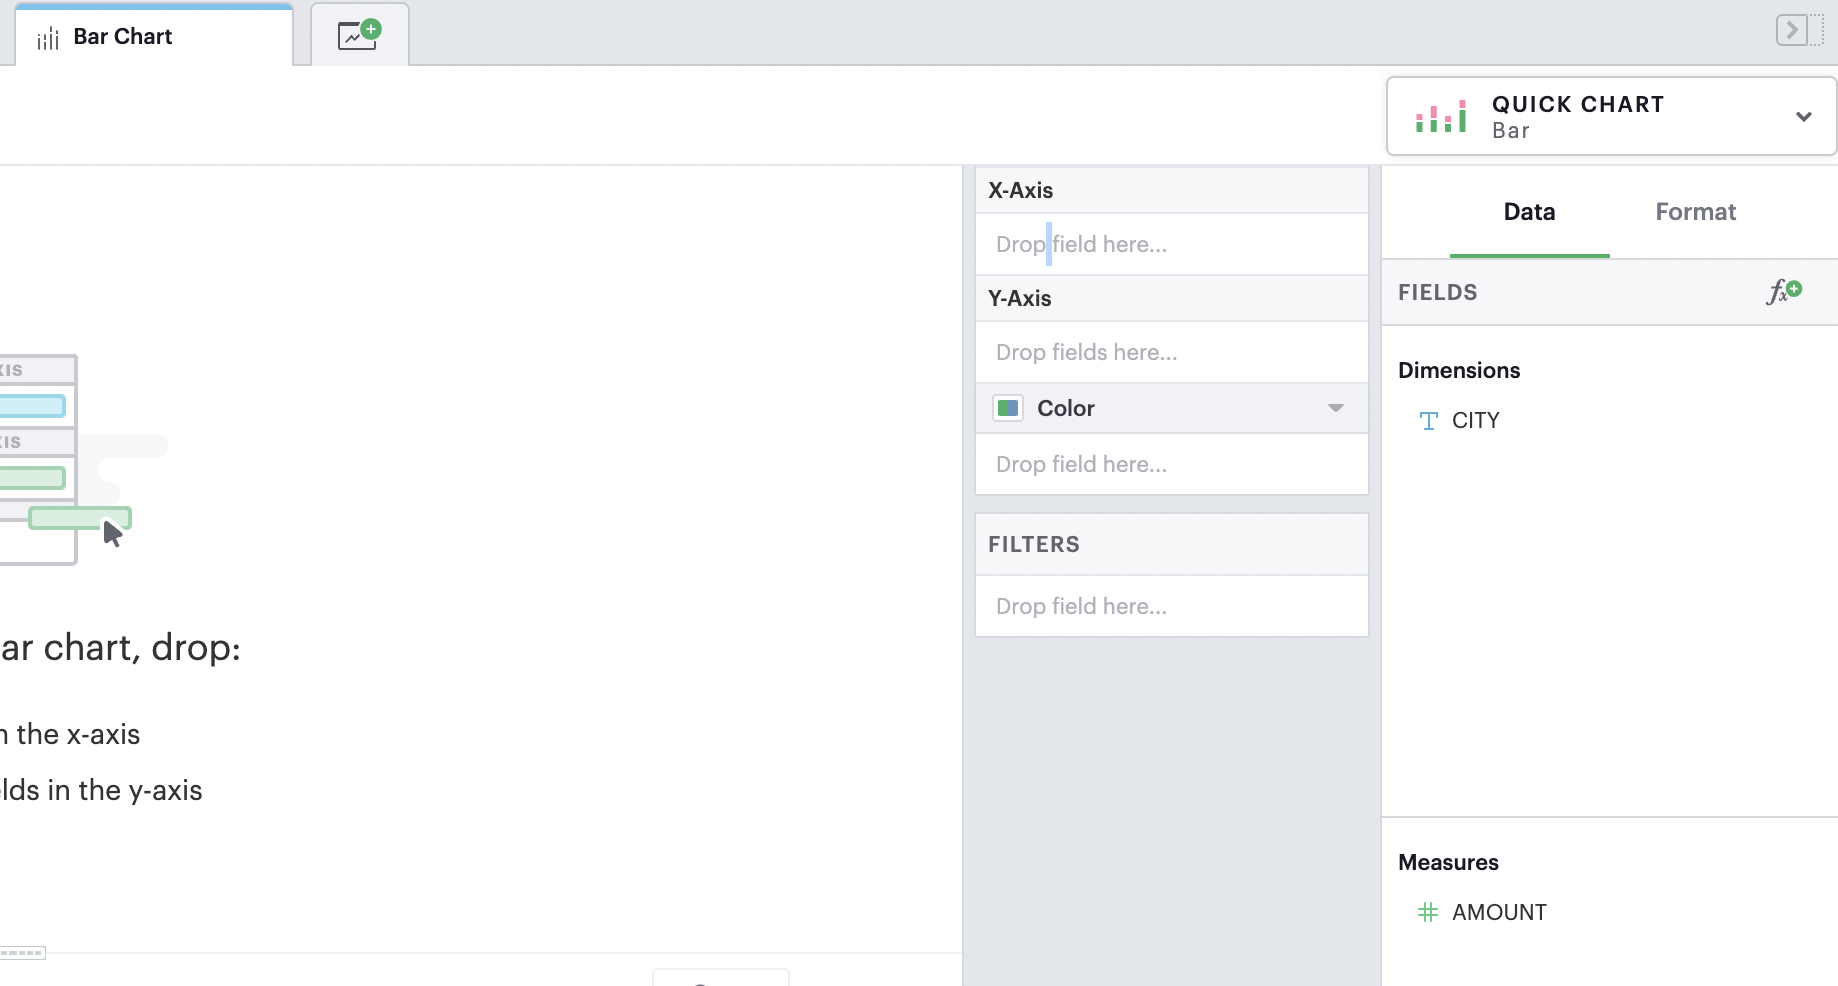 Bar Chart
QUICK CHART
Bar
X-Axis
Drop field here...
Y-Axis
Drop fields here...
Color
Drop field here...
FILTERS
Drop field here...
Data
Format
FIELDS
fx
Dimensions
CITY
Measures
AMOUNT
XIS
XIS
ar chart, drop:
n the x-axis
elds in the y-axis